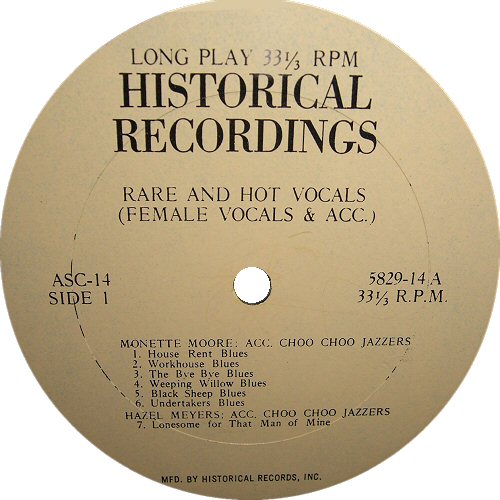 LONG PLAY 33⅓ RPM
HISTORICAL
RECORDINGS
RARE AND HOT VOCALS
(FEMALE VOCALS & ACC.)
ASC-14 5829-14 A
SIDE 1 33⅓ R.P.M.
MONETTE MOORE: ACC. CHOO CHOO JAZZERS
1. House Rent Blues
2. Workhouse Blues
3. The Bye Bye Blues
4. Weeping Willow Blues
5. Black Sheep Blues
6. Undertakers Blues
HAZEL MEYERS: ACC. CHOO CHOO JAZZERS
7. Lonesome for That Man of Mine
MFD. BY HISTORICAL RECORDS, INC.